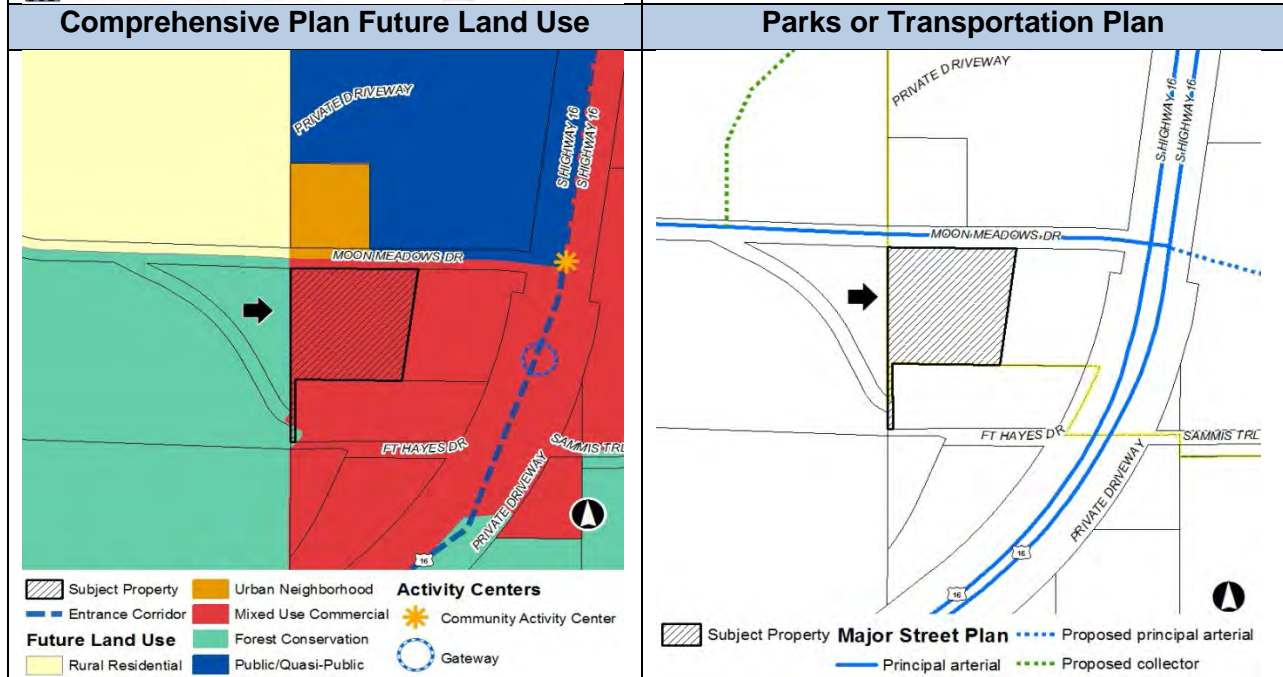 Comprehensive Plan Future Land Use
PRIVATE DRIVEWAY
S HIGHWAY 16
S HIGHWAY 16
MOON MEADOWS DR
FT HAYES DR
SAMMIS TRL
PRIVATE DRIVEWAY
16
Subject Property
Entrance Corridor
Future Land Use
Rural Residential
Urban Neighborhood
Mixed Use Commercial
Forest Conservation
Public/Quasi-Public
Activity Centers
Community Activity Center
Gateway
Parks or Transportation Plan
PRIVATE DRIVEWAY
S HIGHWAY 16
S HIGHWAY 16
MOON MEADOWS DR
FT HAYES DR
SAMMIS TRL
PRIVATE DRIVEWAY
16
16
Subject Property
Major Street Plan
Principal arterial
Proposed principal arterial
Proposed collector